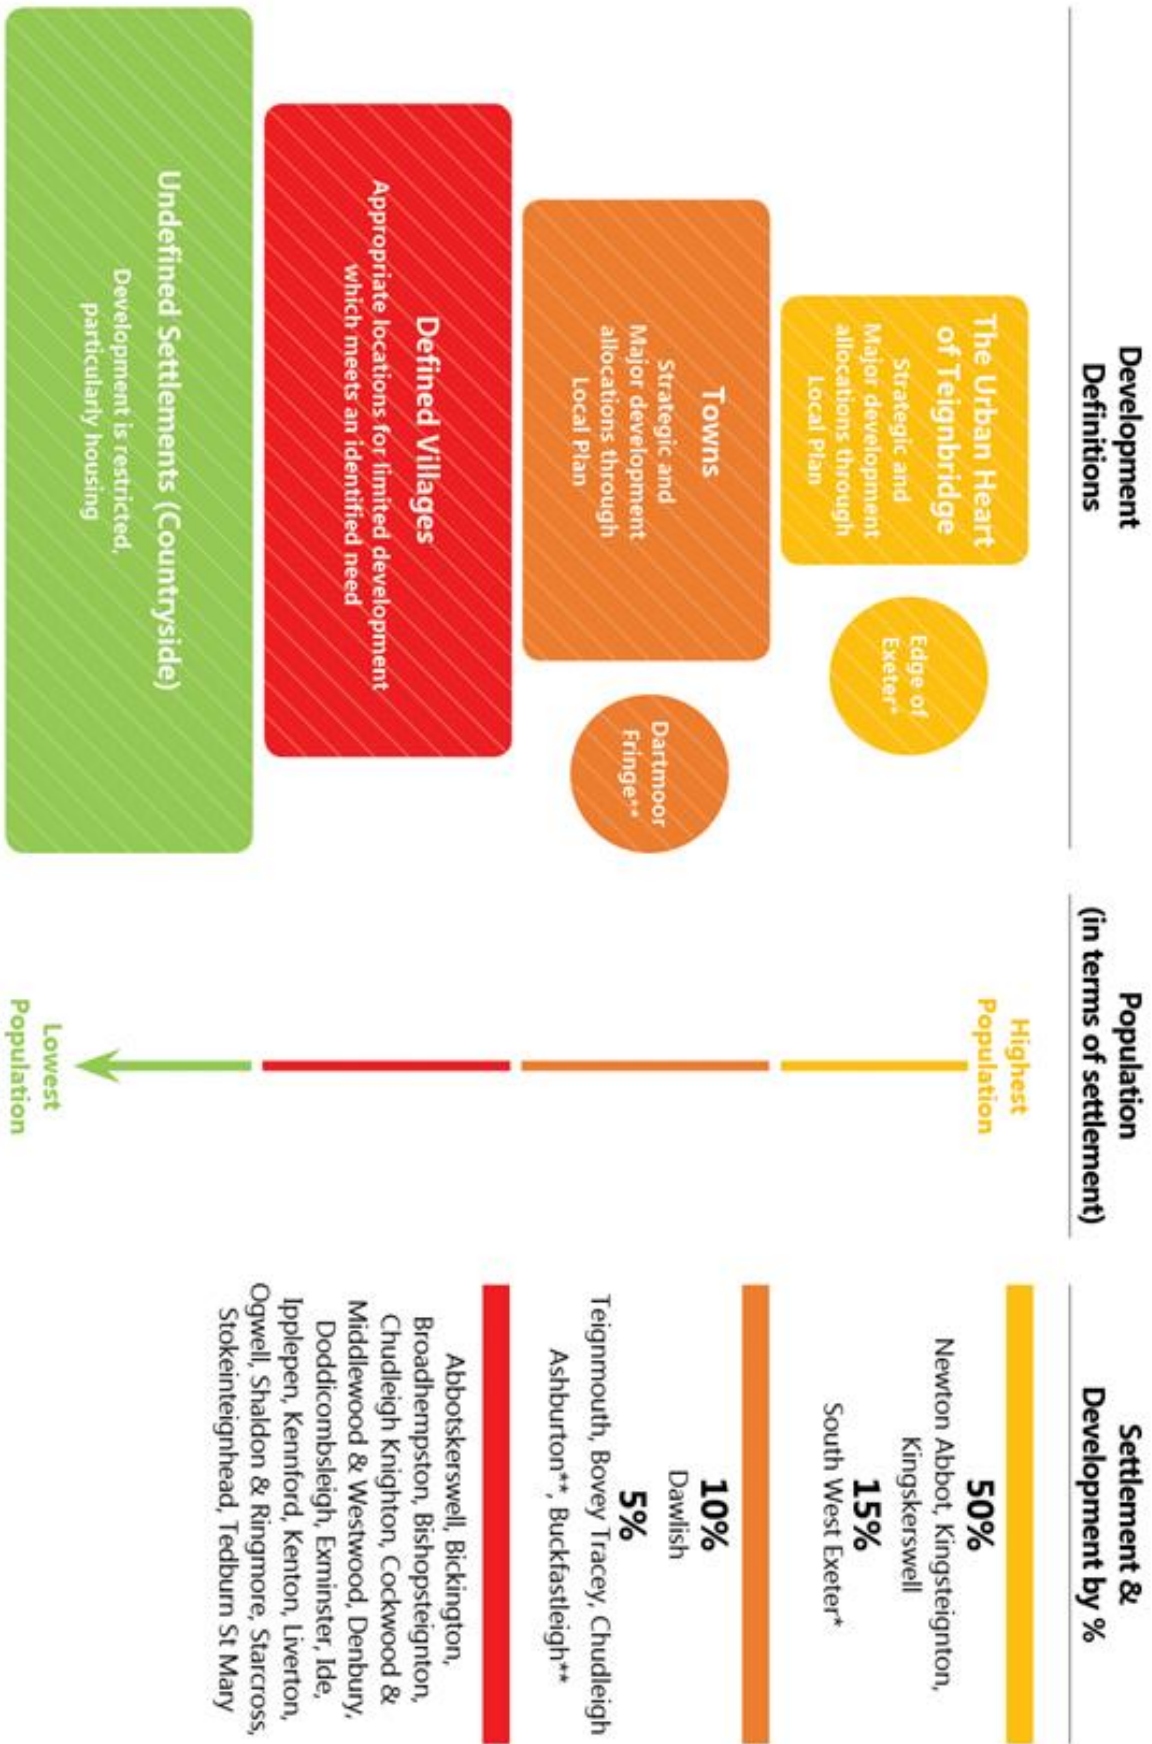 Development
Definitions
The Urban Heart
of Teignbridge
Strategic and
Major development
allocations through
Local Plan
Edge of
Exeter*
Towns
Strategic and
Major development
allocations through
Local Plan
Dartmoor
Fringe**
Defined Villages
Appropriate locations for limited development
which meets an identified need
Undefined Settlements (Countryside)
Development is restricted,
particularly housing
Population
(in terms of settlement)
Highest
Population
Lowest
Population
Settlement &
Development by %
50%
Newton Abbot, Kingsteignton,
Kingskerswell
15%
South West Exeter*
10%
Dawlish
5%
Teignmouth, Bovey Tracey, Chudleigh
Ashburton**, Buckfastleigh**
Abbotskerswell, Bickington,
Broadhempston, Bishopsteignton,
Chudleigh Knighton, Cockwood &
Middlewood & Westwood, Denbury,
Doddicombsleigh, Exminster, Ide,
Ipplepen, Kennford, Kenton, Liverton,
Ogwell, Shaldon & Ringmore, Starcross,
Stokeinteignhead, Tedburn St Mary